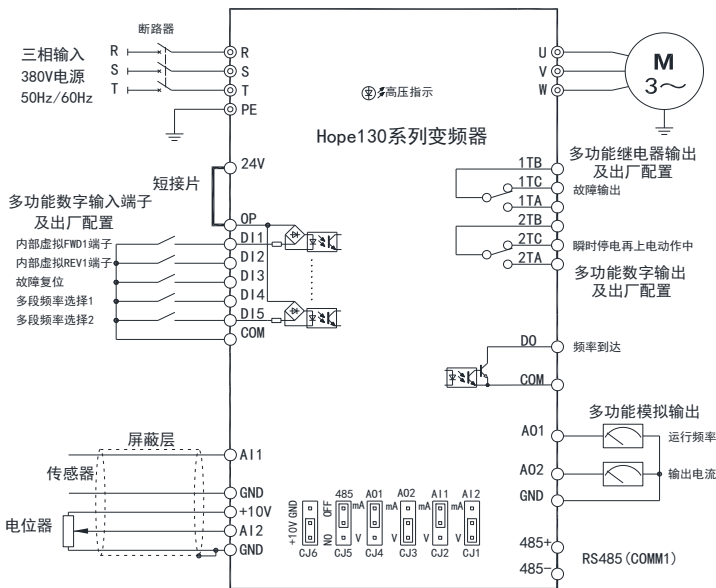 断路器
三相输入
380V电源
50Hz/60Hz
R
S
T
R
S
T
PE
高压指示
Hope130系列变频器
U
V
W
M
3～
24V
短接片
OP
多功能数字输入端子
及出厂配置
内部虚拟FWD1端子
DI1
内部虚拟REV1端子
DI2
故障复位
DI3
多段频率选择1
DI4
多段频率选择2
DI5
COM
1TB
1TC
1TA
2TB
2TC
2TA
多功能继电器输出
及出厂配置
故障输出
瞬时停电再上电动作中
多功能数字输出
及出厂配置
DO
频率到达
COM
多功能模拟输出
AO1
运行频率
AO2
输出电流
GND
屏蔽层
传感器
AI1
GND
+10V
电位器
AI2
GND
485 AO1 AO2 AI1 AI2
+10V GND
NO OFF
mA mA mA mA
V V V V
CJ6 CJ5 CJ4 CJ3 CJ2 CJ1
485+
485-
RS485(COMM1)